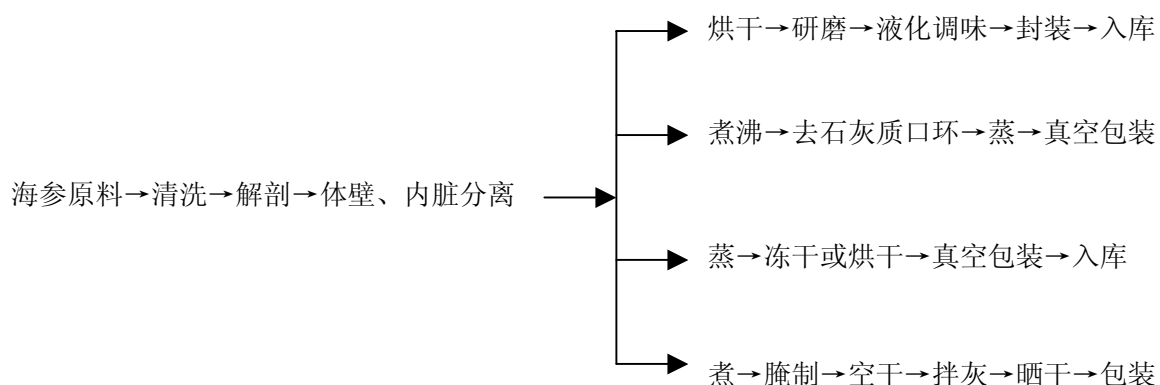 烘干→研磨→液化调味→封装→入库
煮沸→去石灰质口环→蒸→真空包装
海参原料→清洗→解剖→体壁、内脏分离
蒸→冻干或烘干→真空包装→入库
煮→腌制→空干→拌灰→晒干→包装